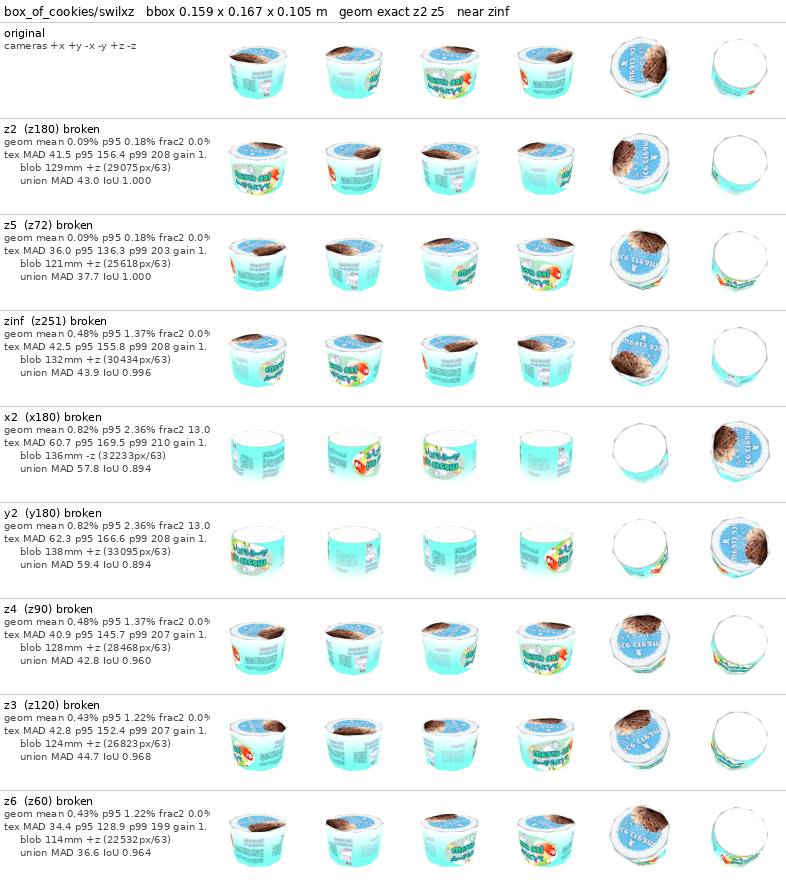 box_of_cookies/swilxz   bbox 0.159 x 0.167 x 0.105 m   geom exact z2 z5   near zinf
original
cameras +x +y -x -y +z -z
z2  (z180) broken
geom mean 0.09% p95 0.18% frac2 0.0%
tex MAD 41.5 p95 156.4 p99 208 gain 1.
blob 129mm +z (29075px/63)
union MAD 43.0 IoU 1.000
z5  (z72) broken
geom mean 0.09% p95 0.18% frac2 0.0%
tex MAD 36.0 p95 136.3 p99 203 gain 1.
blob 121mm +z (25618px/63)
union MAD 37.7 IoU 1.000
zinf  (z251) broken
geom mean 0.48% p95 1.37% frac2 0.0%
tex MAD 42.5 p95 155.8 p99 208 gain 1.
blob 132mm +z (30434px/63)
union MAD 43.9 IoU 0.996
x2  (x180) broken
geom mean 0.82% p95 2.36% frac2 13.0
tex MAD 60.7 p95 169.5 p99 210 gain 1.
blob 136mm -z (32233px/63)
union MAD 57.8 IoU 0.894
y2  (y180) broken
geom mean 0.82% p95 2.36% frac2 13.0
tex MAD 62.3 p95 166.6 p99 208 gain 1.
blob 138mm +z (33095px/63)
union MAD 59.4 IoU 0.894
z4  (z90) broken
geom mean 0.48% p95 1.37% frac2 0.0%
tex MAD 40.9 p95 145.7 p99 207 gain 1.
blob 128mm +z (28468px/63)
union MAD 42.8 IoU 0.960
z3  (z120) broken
geom mean 0.43% p95 1.22% frac2 0.0%
tex MAD 42.8 p95 152.4 p99 207 gain 1.
blob 124mm +z (26823px/63)
union MAD 44.7 IoU 0.968
z6  (z60) broken
geom mean 0.43% p95 1.22% frac2 0.0%
tex MAD 34.4 p95 128.9 p99 199 gain 1.
blob 114mm +z (22532px/63)
union MAD 36.6 IoU 0.964